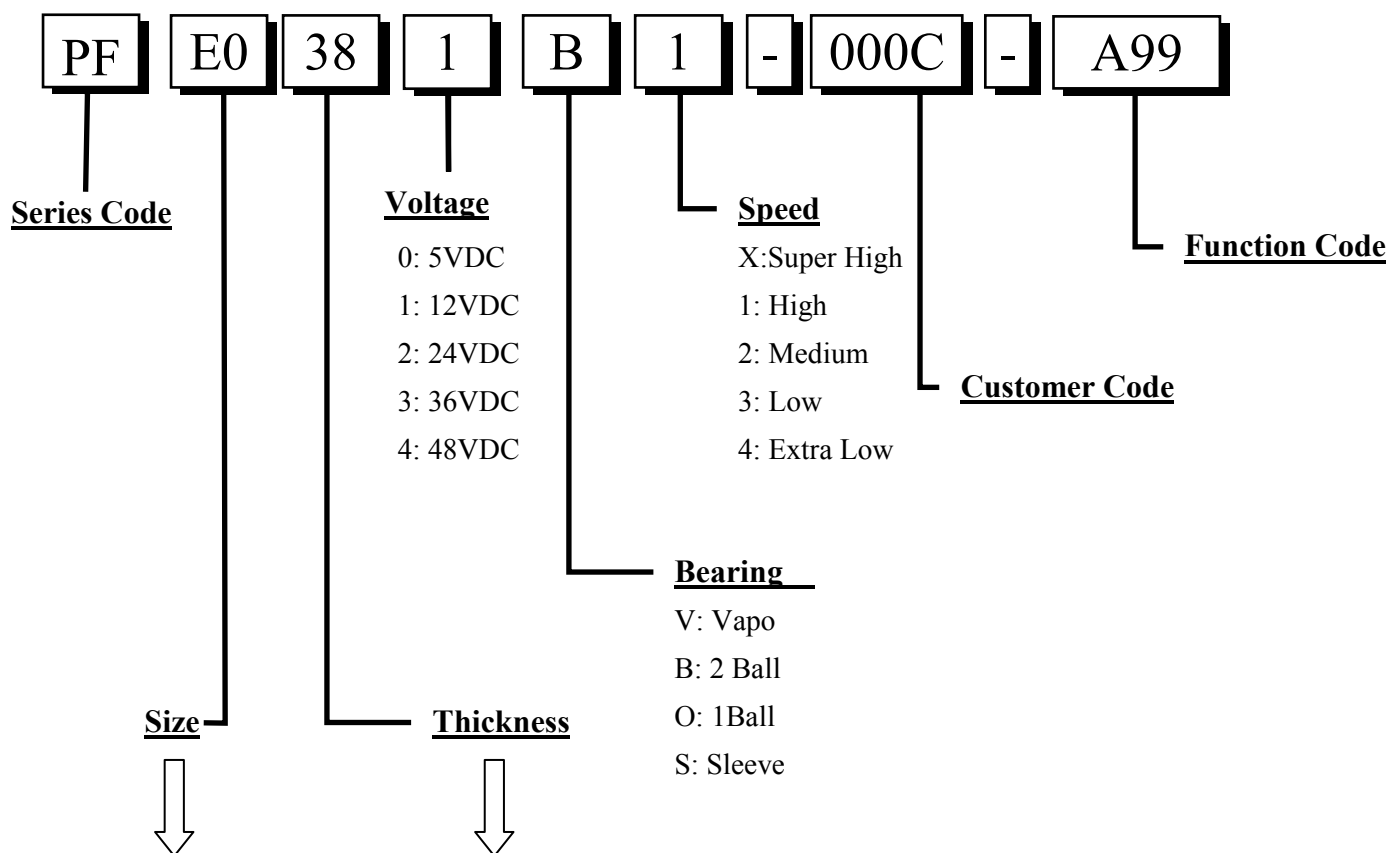 PF E0 38 1 B 1 - 000C - A99
Series Code
Voltage
0: 5VDC
1: 12VDC
2: 24VDC
3: 36VDC
4: 48VDC
Speed
X:Super High
1: High
2: Medium
3: Low
4: Extra Low
Function Code
Customer Code
Bearing
V: Vapo
B: 2 Ball
O: 1Ball
S: Sleeve
Size
Thickness